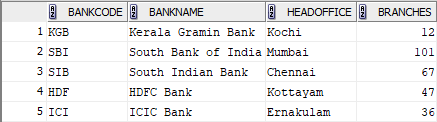 BANKCODE BANKNAME HEADOFFICE BRANCHES
1 KGB Kerala Gramin Bank Kochi 12
2 SBI South Bank of India Mumbai 101
3 SIB South Indian Bank Chennai 67
4 HDF HDFC Bank Kottayam 47
5 ICI ICIC Bank Ernakulam 36